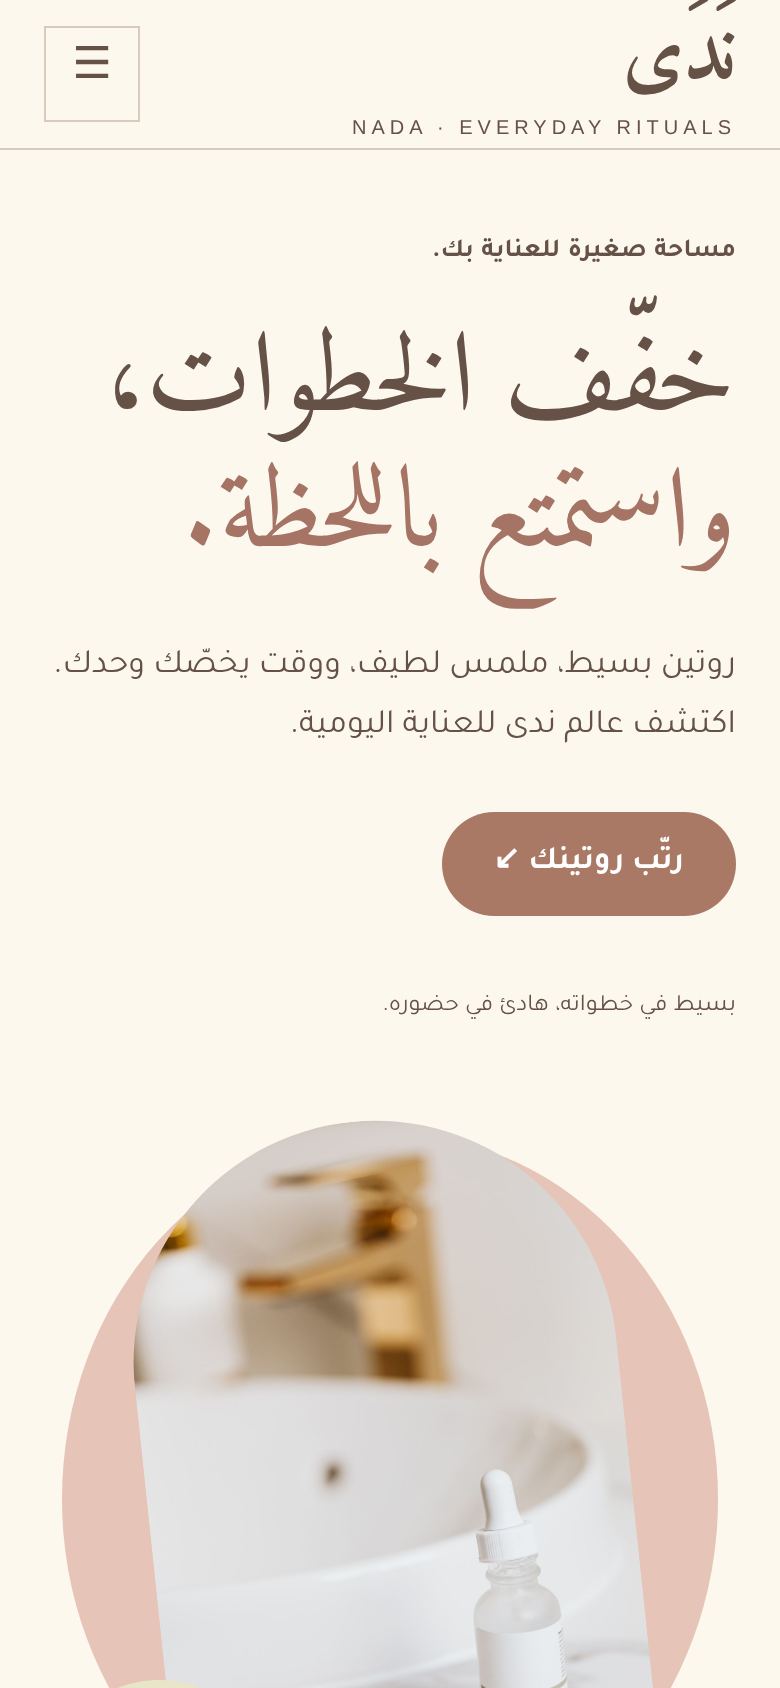 نَدَى
NADA · EVERYDAY RITUALS
مساحة صغيرة للعناية بك.
خفّف الخطوات،
واستمتع باللحظة.
روتين بسيط، ملمس لطيف، ووقت يخصّك وحدك.
اكتشف عالم ندى للعناية اليومية.
رتّب روتينك ↙
بسيط في خطواته، هادئ في حضوره.